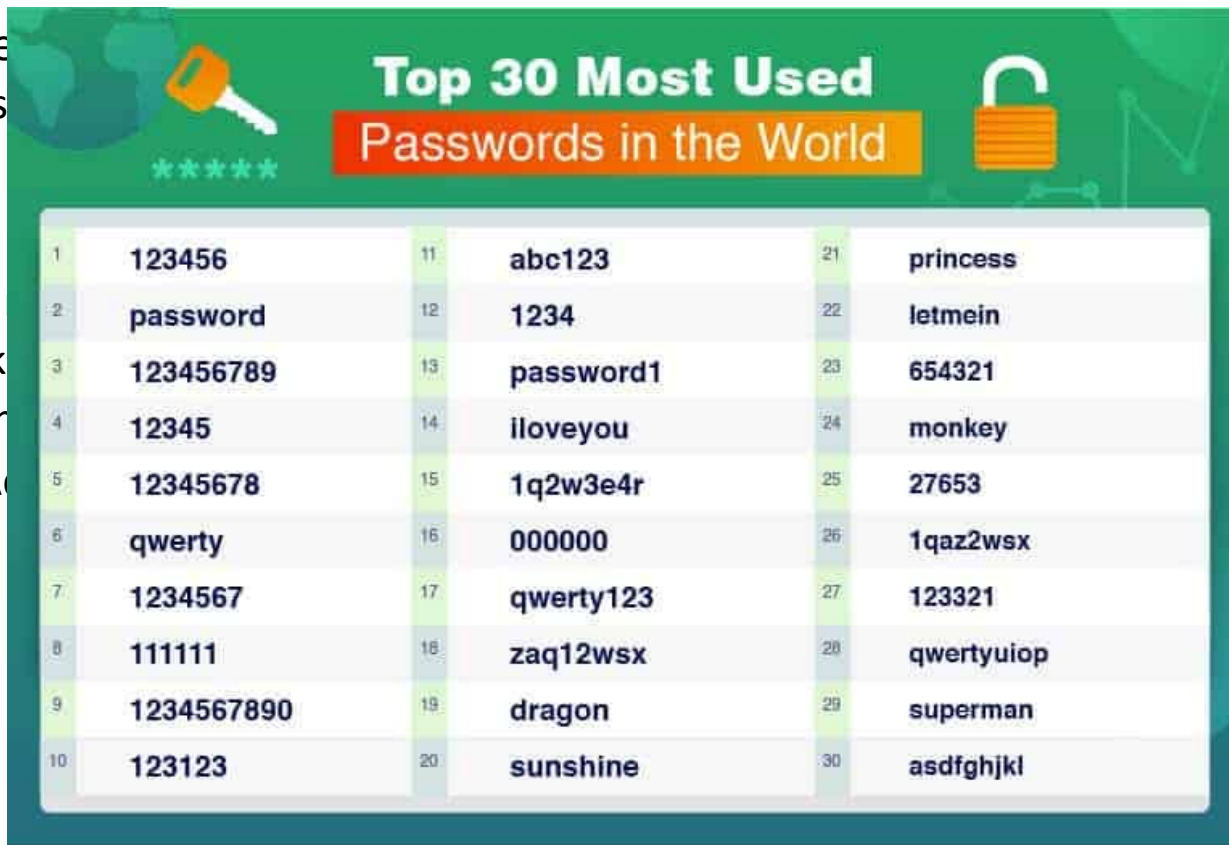 Top 30 Most Used
Passwords in the World
*****
1 123456
2 password
3 123456789
4 12345
5 12345678
6 qwerty
7 1234567
8 111111
9 1234567890
10 123123
11 abc123
12 1234
13 password1
14 iloveyou
15 1q2w3e4r
16 000000
17 qwerty123
18 zaq12wsx
19 dragon
20 sunshine
21 princess
22 letmein
23 654321
24 monkey
25 27653
26 1qaz2wsx
27 123321
28 qwertyuiop
29 superman
30 asdfghjkl